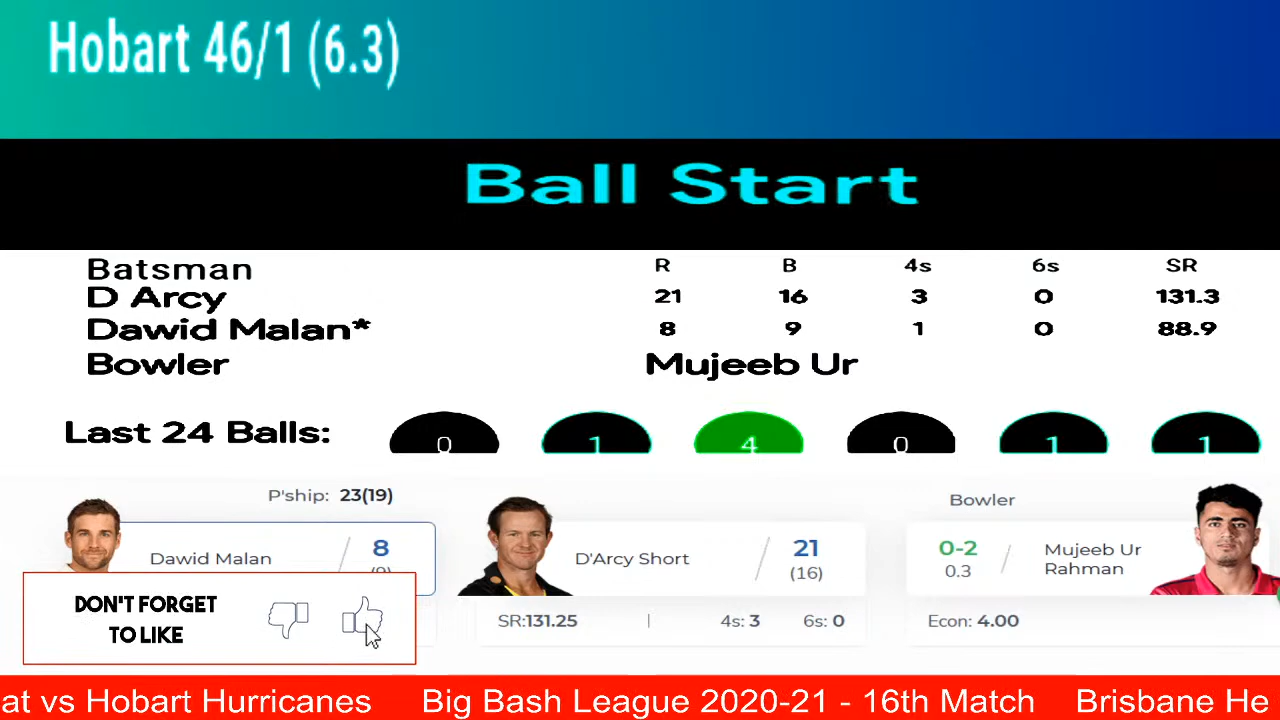 Hobart 46/1 (6.3)
Ball Start
Batsman R B 4s 6s SR
D Arcy 21 16 3 0 131.3
Dawid Malan* 8 9 1 0 88.9
Bowler Mujeeb Ur
Last 24 Balls: 0 1 4 0 1 1
P'ship: 23(19)
Dawid Malan / 8
DON'T FORGET
TO LIKE
D'Arcy Short / 21
(16)
SR:131.25 | 4s: 3 6s: 0
Bowler
0-2 / Mujeeb Ur
0.3 Rahman
Econ: 4.00
at vs Hobart Hurricanes Big Bash League 2020-21 - 16th Match Brisbane He